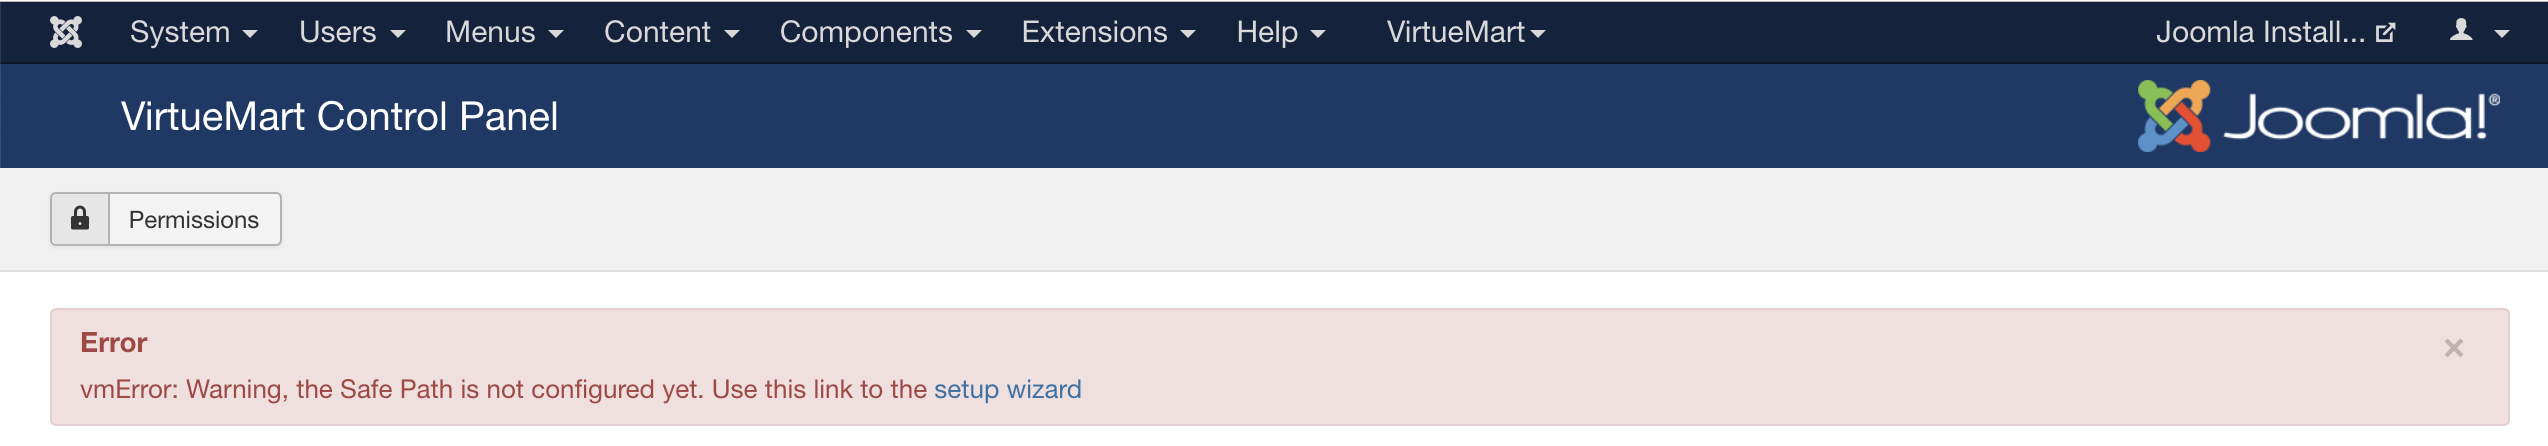 System Users Menus Content Components Extensions Help VirtueMart Joomla Install...
VirtueMart Control Panel Joomla!®
Permissions
Error
vmError: Warning, the Safe Path is not configured yet. Use this link to the setup wizard